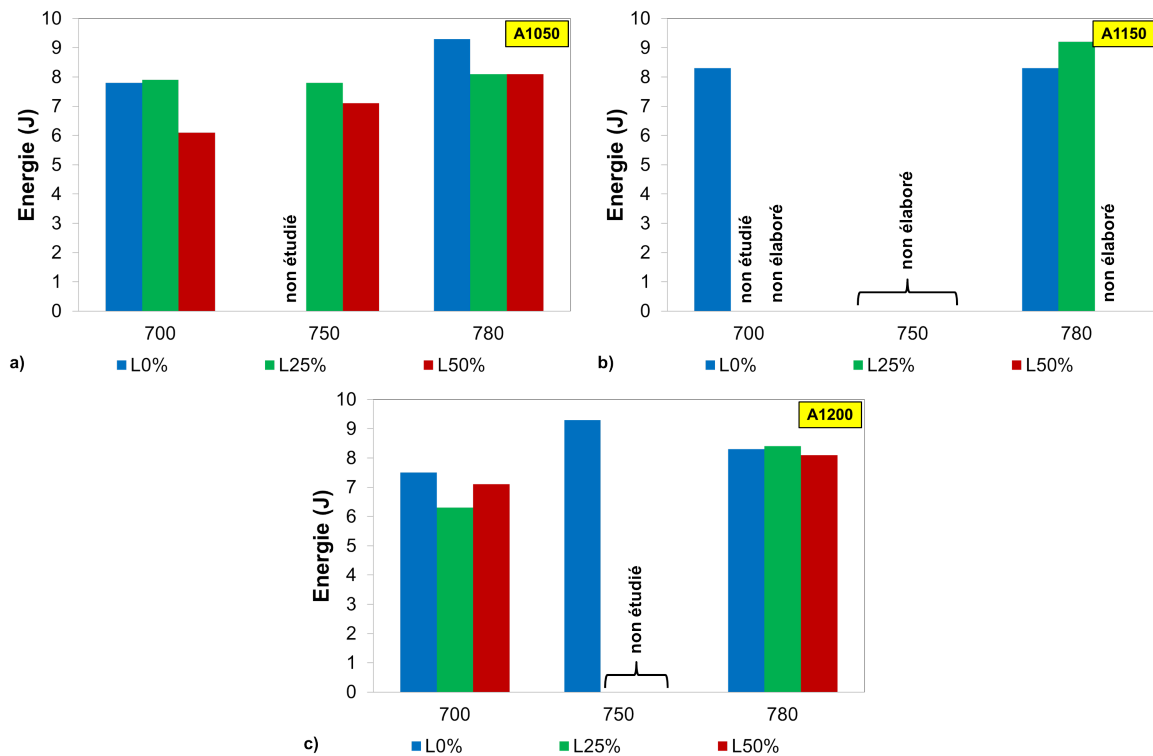 A1050
Energie (J)
10
9
8
7
6
5
4
3
2
1
0
non étudié
700
750
780
a)
L0%
L25%
L50%
A1150
Energie (J)
10
9
8
7
6
5
4
3
2
1
0
non étudié
non élaboré
non élaboré
non élaboré
700
750
780
b)
L0%
L25%
L50%
A1200
Energie (J)
10
9
8
7
6
5
4
3
2
1
0
non étudié
700
750
780
c)
L0%
L25%
L50%